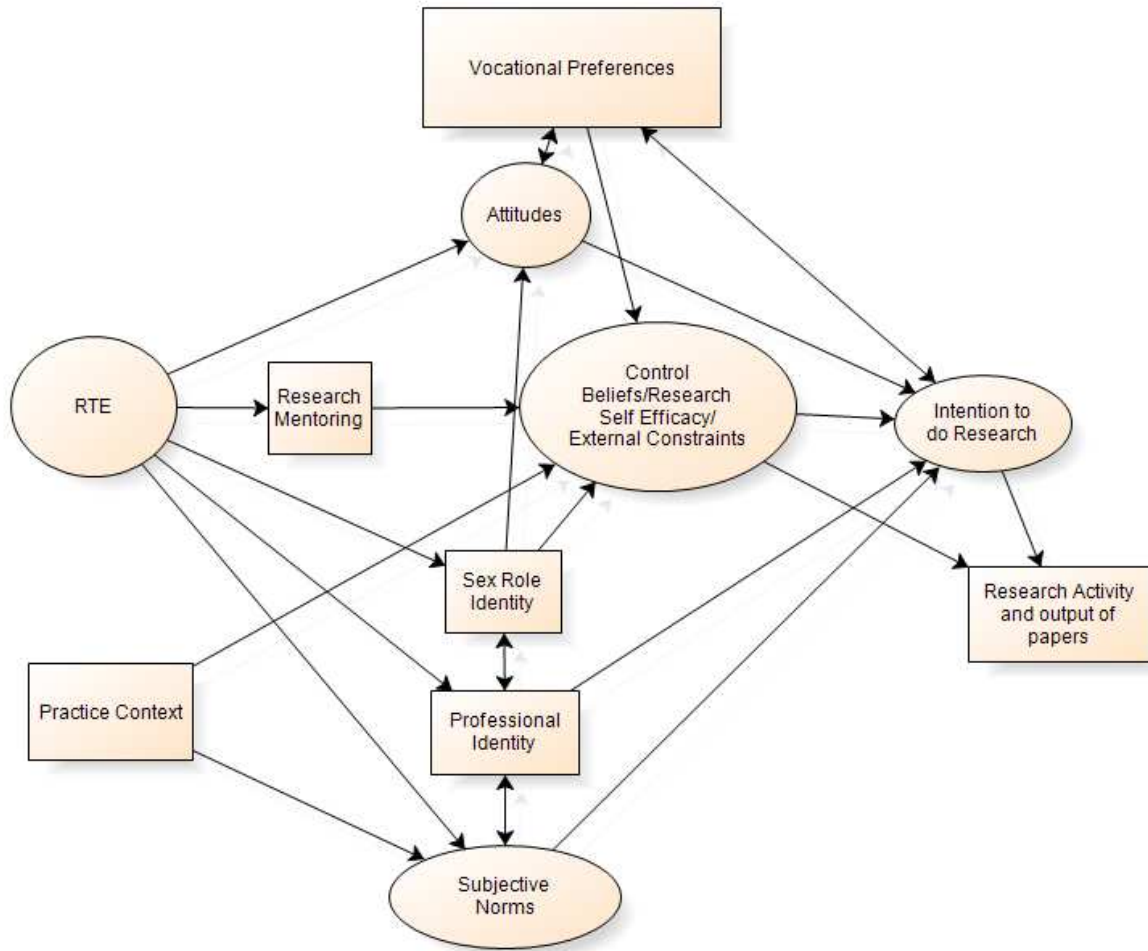 Vocational Preferences
Attitudes
RTE
Research
Mentoring
Control
Beliefs/Research
Self Efficacy/
External Constraints
Intention to
do Research
Sex Role
Identity
Research Activity
and output of
papers
Practice Context
Professional
Identity
Subjective
Norms